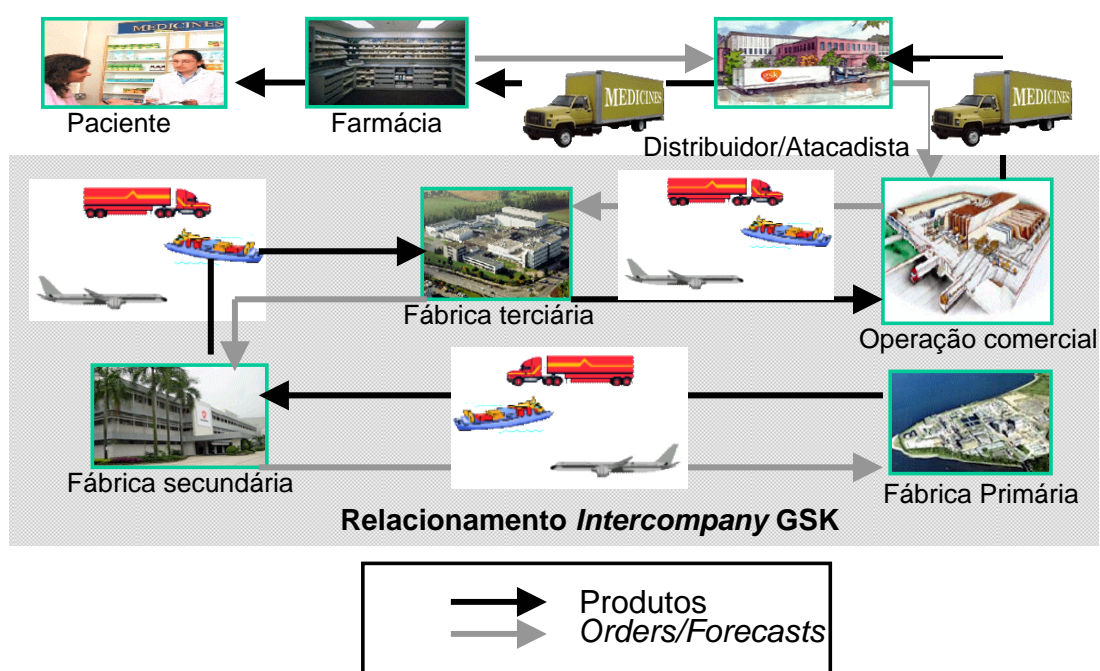 MEDICINES
gsk
MEDICINES
MEDICINES
Paciente
Farmácia
Distribuidor/Atacadista
Fábrica terciária
Operação comercial
Fábrica secundária
Fábrica Primária
Relacionamento Intercompany GSK
Produtos
Orders/Forecasts